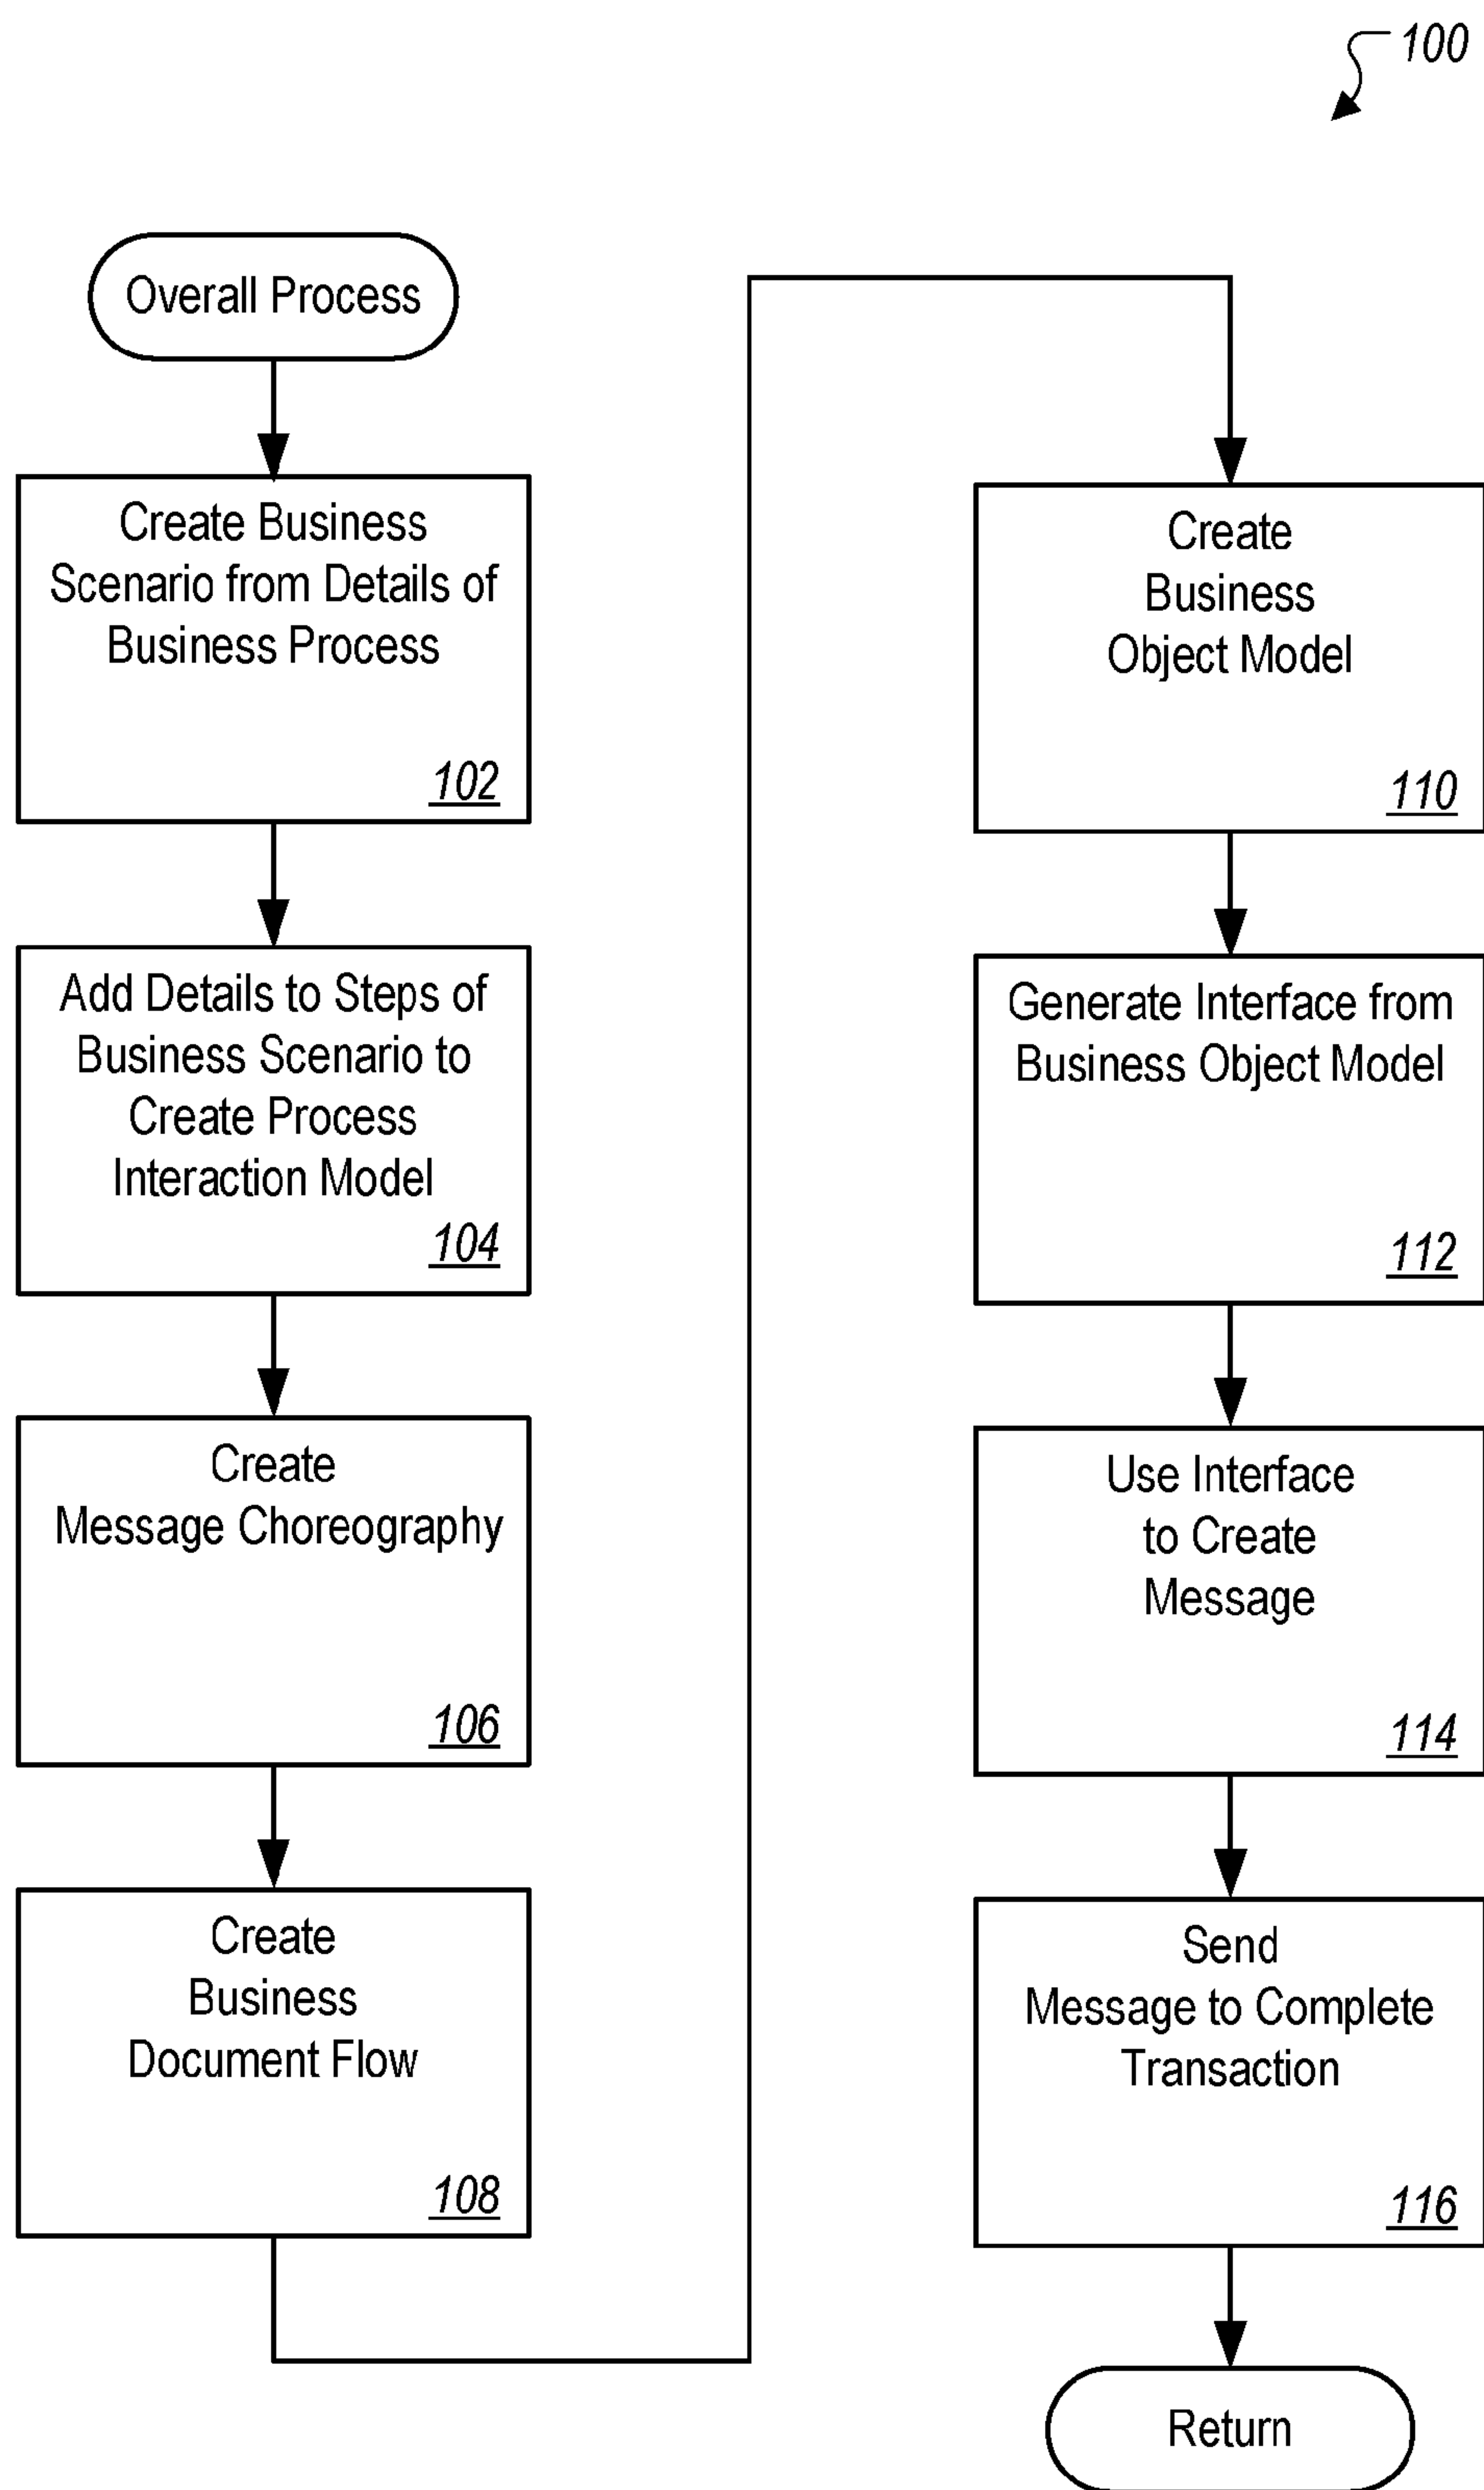 100
Overall Process
Create Business
Scenario from Details of
Business Process
102
Add Details to Steps of
Business Scenario to
Create Process
Interaction Model
104
Create
Message Choreography
106
Create
Business
Document Flow
108
Create
Business
Object Model
110
Generate Interface from
Business Object Model
112
Use Interface
to Create
Message
114
Send
Message to Complete
Transaction
116
Return